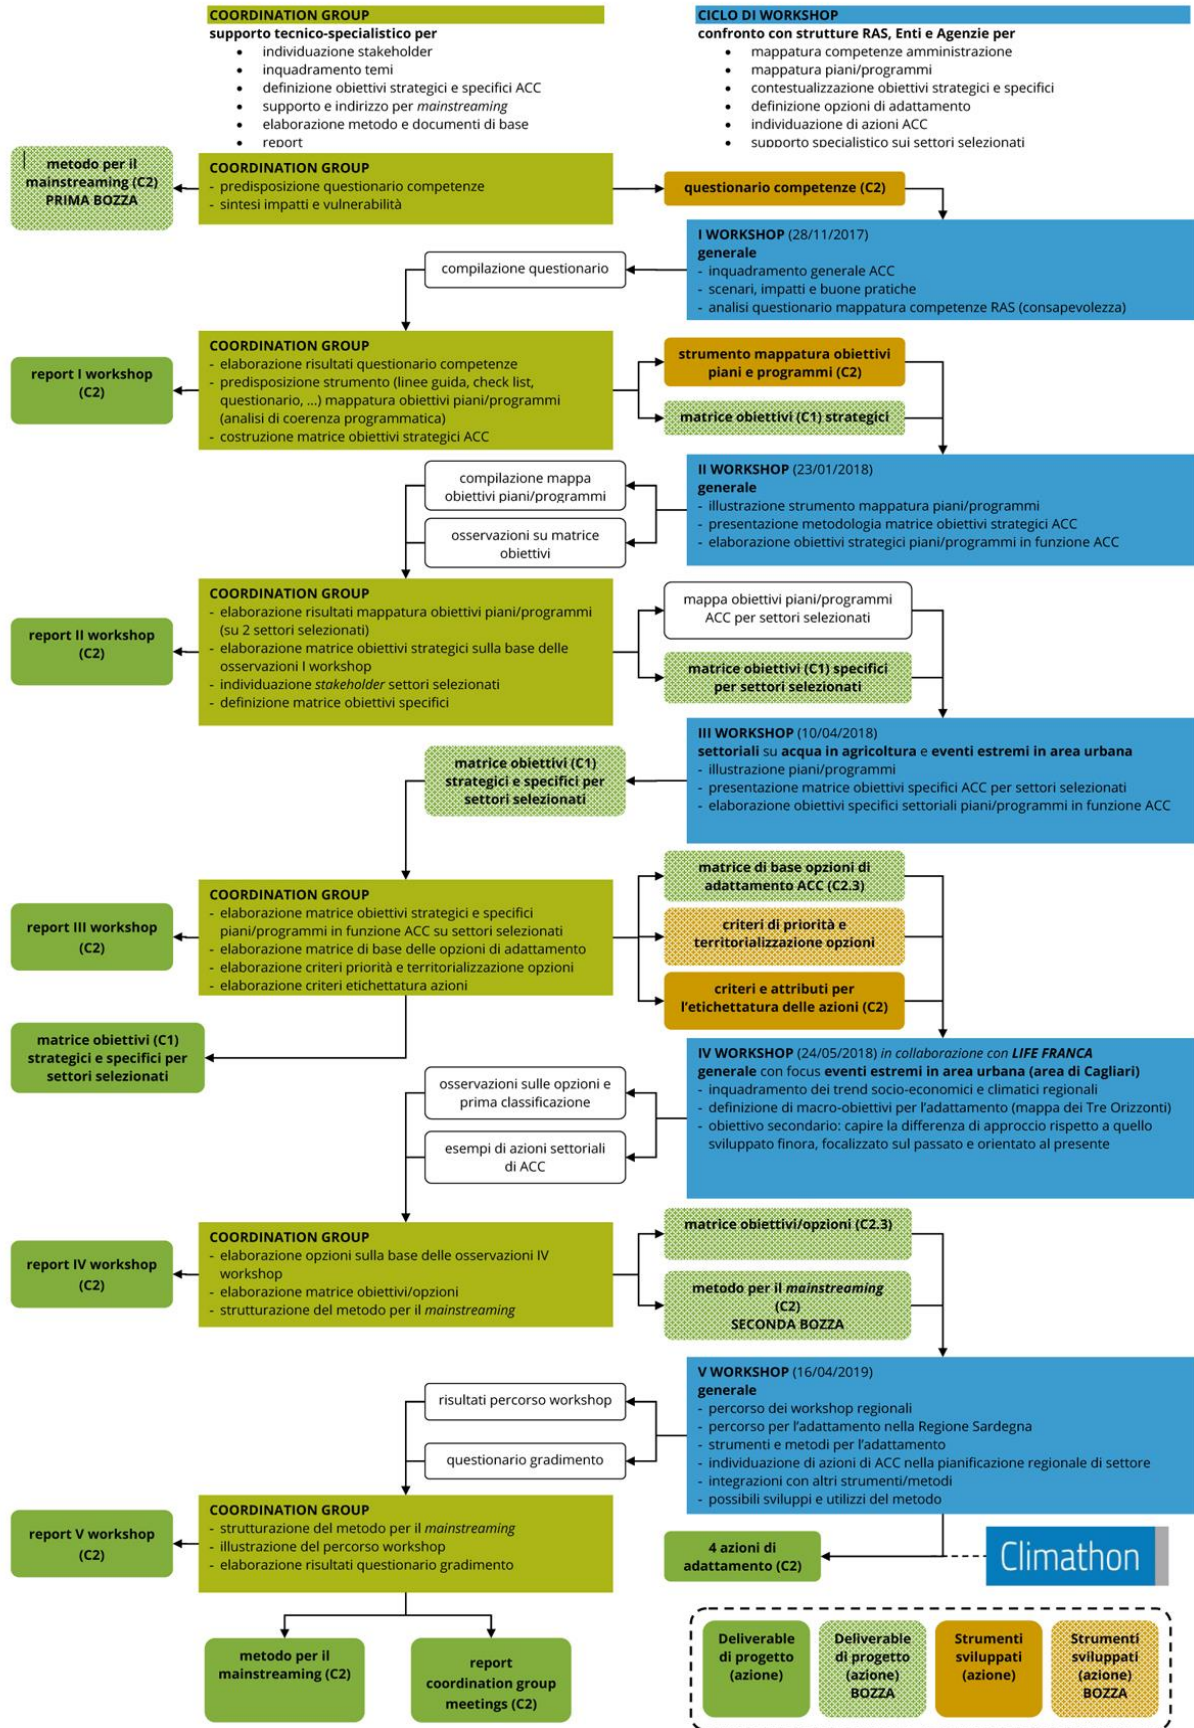 COORDINATION GROUP
supporto tecnico-specialistico per
• individuazione stakeholder
• inquadramento temi
• definizione obiettivi strategici e specifici ACC
• supporto e indirizzo per mainstreaming
• elaborazione metodo e documenti di base
• report
CICLO DI WORKSHOP
confronto con strutture RAS, Enti e Agenzie per
• mappatura competenze amministrazione
• mappatura piani/programmi
• contestualizzazione obiettivi strategici e specifici
• definizione opzioni di adattamento
• individuazione di azioni ACC
• supporto specialistico sui settori selezionati
metodo per il
mainstreaming (C2)
PRIMA BOZZA
COORDINATION GROUP
- predisposizione questionario competenze
- sintesi impatti e vulnerabilità
questionario competenze (C2)
I WORKSHOP (28/11/2017)
generale
- inquadramento generale ACC
- scenari, impatti e buone pratiche
- analisi questionario mappatura competenze RAS (consapevolezza)
compilazione questionario
report I workshop
(C2)
COORDINATION GROUP
- elaborazione risultati questionario competenze
- predisposizione strumento (linee guida, check list,
questionario, ...) mappatura obiettivi piani/programmi
(analisi di coerenza programmatica)
- costruzione matrice obiettivi strategici ACC
strumento mappatura obiettivi
piani e programmi (C2)
matrice obiettivi (C1) strategici
II WORKSHOP (23/01/2018)
generale
- illustrazione strumento mappatura piani/programmi
- presentazione metodologia matrice obiettivi strategici ACC
- elaborazione obiettivi strategici piani/programmi in funzione ACC
compilazione mappa
obiettivi piani/programmi
osservazioni su matrice
obiettivi
report II workshop
(C2)
COORDINATION GROUP
- elaborazione risultati mappatura obiettivi piani/programmi
(su 2 settori selezionati)
- elaborazione matrice obiettivi strategici sulla base delle
osservazioni I workshop
- individuazione stakeholder settori selezionati
- definizione matrice obiettivi specifici
mappa obiettivi piani/programmi
ACC per settori selezionati
matrice obiettivi (C1) specifici
per settori selezionati
III WORKSHOP (10/04/2018)
settoriali su acqua in agricoltura e eventi estremi in area urbana
- illustrazione piani/programmi
- presentazione matrice obiettivi specifici ACC per settori selezionati
- elaborazione obiettivi specifici settoriali piani/programmi in funzione ACC
matrice obiettivi (C1)
strategici e specifici per
settori selezionati
report III workshop
(C2)
COORDINATION GROUP
- elaborazione matrice obiettivi strategici e specifici
piani/programmi in funzione ACC su settori selezionati
- elaborazione matrice di base delle opzioni di adattamento
- elaborazione criteri priorità e territorializzazione opzioni
- elaborazione criteri etichettatura azioni
matrice di base opzioni di
adattamento ACC (C2.3)
criteri di priorità e
territorializzazione opzioni
criteri e attributi per
l'etichettatura delle azioni (C2)
matrice obiettivi (C1)
strategici e specifici per
settori selezionati
IV WORKSHOP (24/05/2018) in collaborazione con LIFE FRANCA
generale con focus eventi estremi in area urbana (area di Cagliari)
- inquadramento dei trend socio-economici e climatici regionali
- definizione di macro-obiettivi per l'adattamento (mappa dei Tre Orizzonti)
- obiettivo secondario: capire la differenza di approccio rispetto a quello
sviluppato finora, focalizzato sul passato e orientato al presente
osservazioni sulle opzioni e
prima classificazione
esempi di azioni settoriali
di ACC
report IV workshop
(C2)
COORDINATION GROUP
- elaborazione opzioni sulla base delle osservazioni IV
workshop
- elaborazione matrice obiettivi/opzioni
- strutturazione del metodo per il mainstreaming
matrice obiettivi/opzioni (C2.3)
metodo per il mainstreaming
(C2)
SECONDA BOZZA
V WORKSHOP (16/04/2019)
generale
- percorso dei workshop regionali
- percorso per l'adattamento nella Regione Sardegna
- strumenti e metodi per l'adattamento
- individuazione di azioni di ACC nella pianificazione regionale di settore
- integrazioni con altri strumenti/metodi
- possibili sviluppi e utilizzi del metodo
risultati percorso workshop
questionario gradimento
report V workshop
(C2)
COORDINATION GROUP
- strutturazione del metodo per il mainstreaming
- illustrazione del percorso workshop
- elaborazione risultati questionario gradimento
4 azioni di
adattamento (C2)
Climathon
metodo per il
mainstreaming (C2)
report
coordination group
meetings (C2)
Deliverable
di progetto
(azione)
Deliverable
di progetto
(azione)
BOZZA
Strumenti
sviluppati
(azione)
Strumenti
sviluppati
(azione)
BOZZA